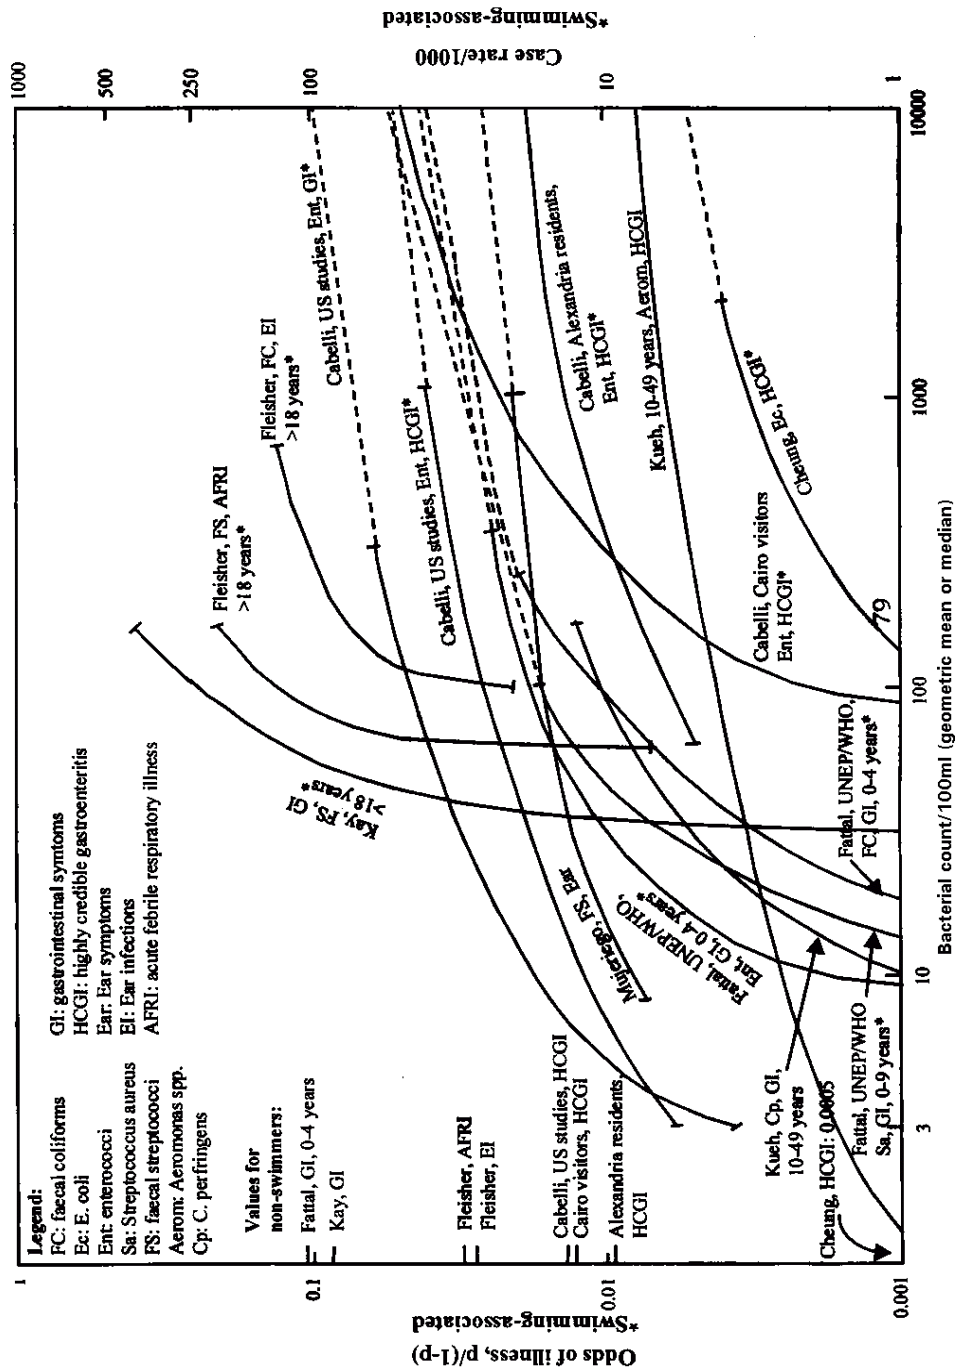 Legend:
FC: faecal coliforms
Ec: E. coli
Ent: enterococci
Sa: Streptococcus aureus
FS: faecal streptococci
Aerom: Aeromonas spp.
Cp: C. perfringens
GI: gastrointestinal symtoms
HCGI: highly credible gastroenteritis
Ear: Ear symptoms
EI: Ear infections
AFRI: acute febrile respiratory illness
Values for
non-swimmers:
Fattal, GI, 0-4 years
Kay, GI
Fleisher, AFRI
Fleisher, EI
Cabelli, US studies, HCGI
Cairo visitors, HCGI
Alexandria residents,
HCGI
Cheung, HCGI: 0.0005
Kay, FS, GI
>18 years*
Fleisher, FS, AFRI
>18 years*
Fleisher, FC, EI
>18 years*
Cabelli, US studies, Ent, GI*
Cabelli, US studies, Ent, HCGI*
Mujeriego, FS, Ear
Fattal, UNEP/WHO,
Ent, GI, 0-4 years*
Cabelli, Alexandria residents,
Ent, HCGI*
Kueh, 10-49 years, Aerom, HCGI
Cheung, Ec, HCGI*
Cabelli, Cairo visitors
Ent, HCGI*
79
Fattal, UNEP/WHO,
FC, GI, 0-4 years*
Kueh, Cp, GI,
10-49 years
Fattal, UNEP/WHO
Sa, GI, 0-9 years*
Odds of illness, p/(1-p)
*Swimming-associated
1
0.1
0.01
0.001
Case rate/1000
*Swimming-associated
1000
500
250
100
10
1
3
10
100
1000
10000
Bacterial count/100ml (geometric mean or median)